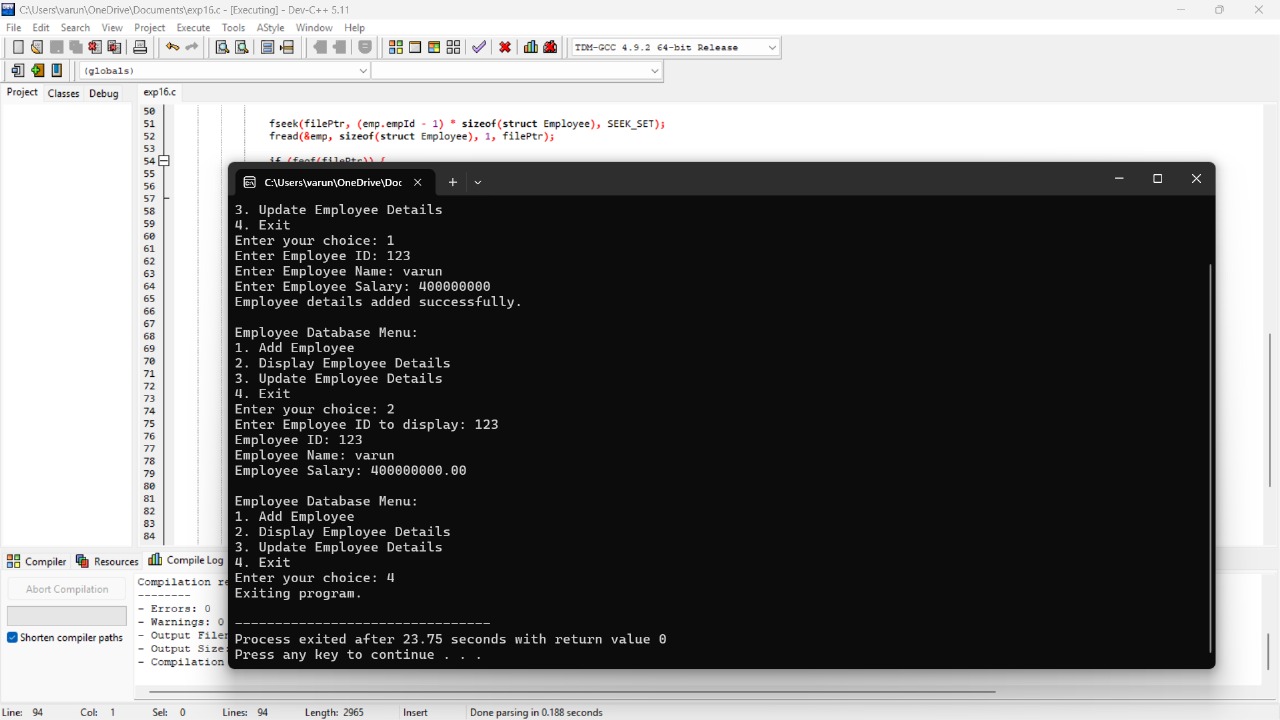 C:\Users\varun\OneDrive\Documents\exp16.c - [Executing] - Dev-C++ 5.11
File Edit Search View Project Execute Tools AStyle Window Help
TDM-GCC 4.9.2 64-bit Release
(globals)
Project Classes Debug exp16.c
50
51 fseek(filePtr, (emp.empId - 1) * sizeof(struct Employee), SEEK_SET);
52 fread(&emp, sizeof(struct Employee), 1, filePtr);
53
54 if (feof(filePtr)) {
55
56
57
58
59
60
61
62
63
64
65
66
67
68
69
70
71
72
73
74
75
76
77
78
79
80
81
82
83
84
C:\Users\varun\OneDrive\Doc
3. Update Employee Details
4. Exit
Enter your choice: 1
Enter Employee ID: 123
Enter Employee Name: varun
Enter Employee Salary: 400000000
Employee details added successfully.
Employee Database Menu:
1. Add Employee
2. Display Employee Details
3. Update Employee Details
4. Exit
Enter your choice: 2
Enter Employee ID to display: 123
Employee ID: 123
Employee Name: varun
Employee Salary: 400000000.00
Employee Database Menu:
1. Add Employee
2. Display Employee Details
3. Update Employee Details
4. Exit
Enter your choice: 4
Exiting program.
--------------------------------
Process exited after 23.75 seconds with return value 0
Press any key to continue . . .
Compiler Resources Compile Log
Abort Compilation
Shorten compiler paths
Compilation re
--------
- Errors: 0
- Warnings: 0
- Output Filen
- Output Size:
- Compilation
Line: 94 Col: 1 Sel: 0 Lines: 94 Length: 2965 Insert Done parsing in 0.188 seconds